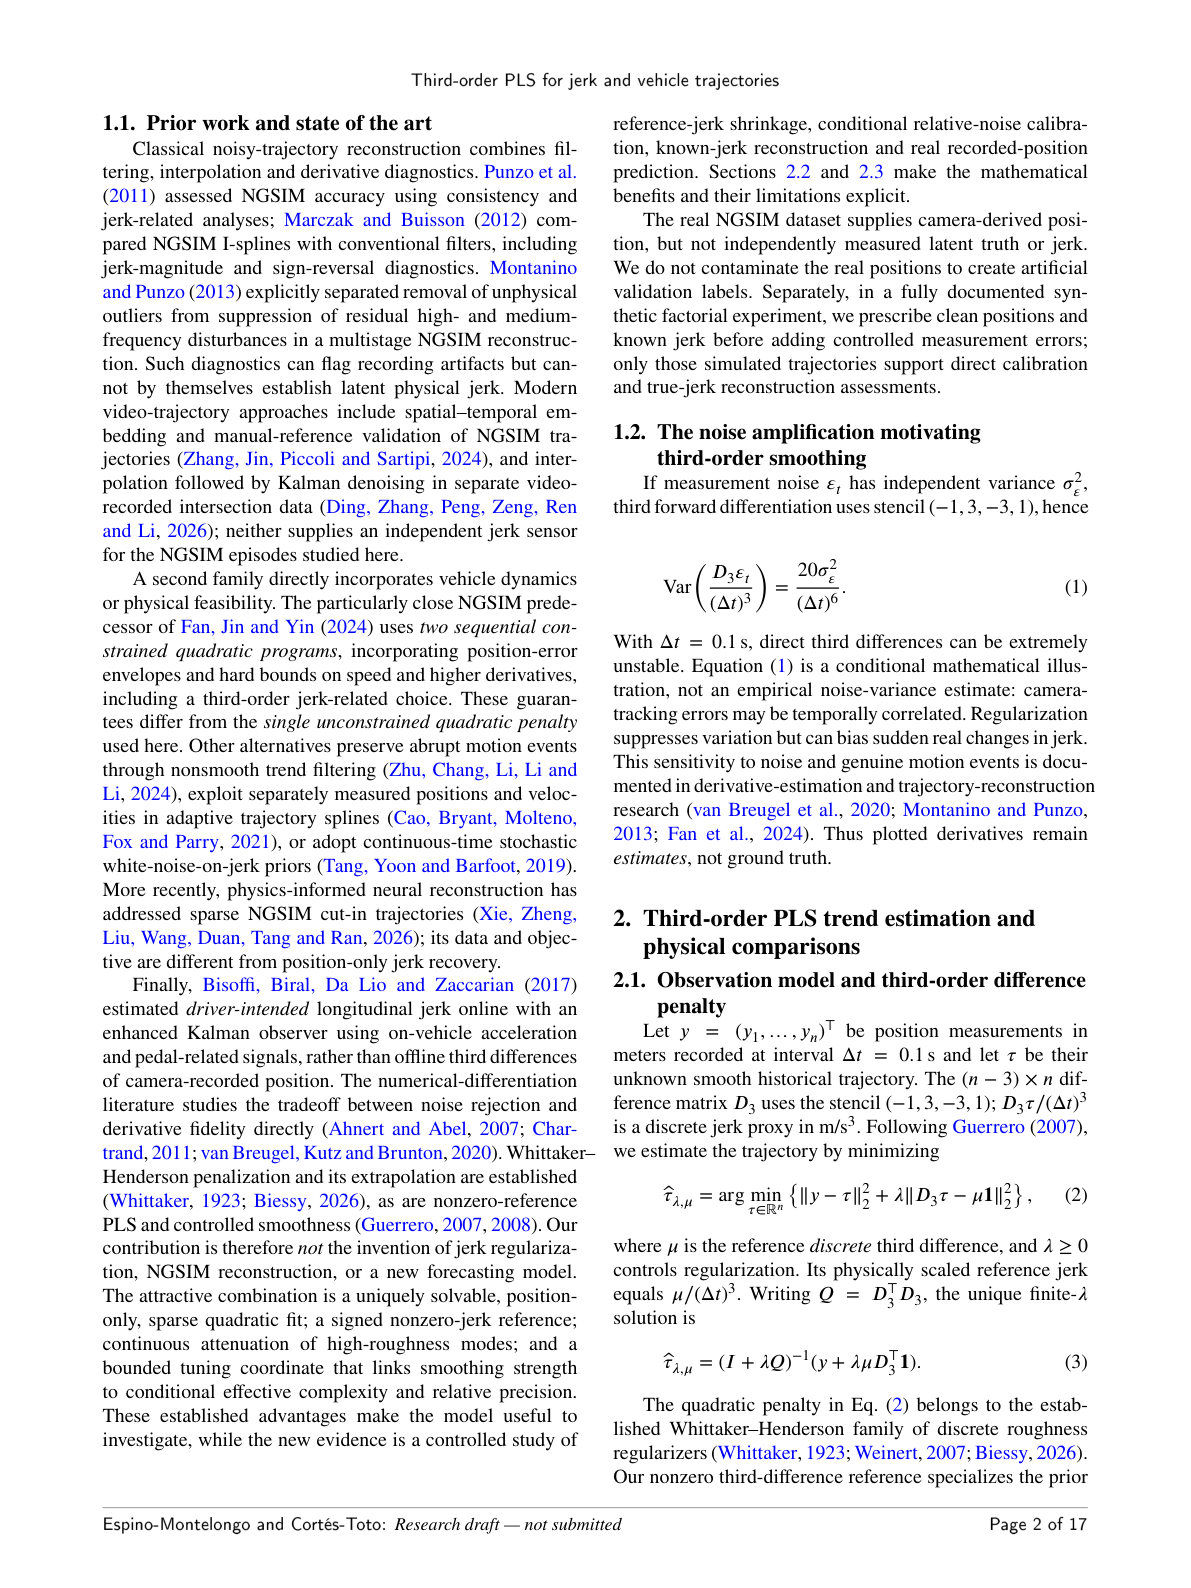 Third-order PLS for jerk and vehicle trajectories
1.1. Prior work and state of the art
Classical noisy-trajectory reconstruction combines fil-
tering, interpolation and derivative diagnostics. Punzo et al.
(2011) assessed NGSIM accuracy using consistency and
jerk-related analyses; Marczak and Buisson (2012) com-
pared NGSIM I-splines with conventional filters, including
jerk-magnitude and sign-reversal diagnostics. Montanino
and Punzo (2013) explicitly separated removal of unphysical
outliers from suppression of residual high- and medium-
frequency disturbances in a multistage NGSIM reconstruc-
tion. Such diagnostics can flag recording artifacts but can-
not by themselves establish latent physical jerk. Modern
video-trajectory approaches include spatial–temporal em-
bedding and manual-reference validation of NGSIM tra-
jectories (Zhang, Jin, Piccoli and Sartipi, 2024), and inter-
polation followed by Kalman denoising in separate video-
recorded intersection data (Ding, Zhang, Peng, Zeng, Ren
and Li, 2026); neither supplies an independent jerk sensor
for the NGSIM episodes studied here.
A second family directly incorporates vehicle dynamics
or physical feasibility. The particularly close NGSIM prede-
cessor of Fan, Jin and Yin (2024) uses two sequential con-
strained quadratic programs, incorporating position-error
envelopes and hard bounds on speed and higher derivatives,
including a third-order jerk-related choice. These guaran-
tees differ from the single unconstrained quadratic penalty
used here. Other alternatives preserve abrupt motion events
through nonsmooth trend filtering (Zhu, Chang, Li, Li and
Li, 2024), exploit separately measured positions and veloc-
ities in adaptive trajectory splines (Cao, Bryant, Molteno,
Fox and Parry, 2021), or adopt continuous-time stochastic
white-noise-on-jerk priors (Tang, Yoon and Barfoot, 2019).
More recently, physics-informed neural reconstruction has
addressed sparse NGSIM cut-in trajectories (Xie, Zheng,
Liu, Wang, Duan, Tang and Ran, 2026); its data and objec-
tive are different from position-only jerk recovery.
Finally, Bisoffi, Biral, Da Lio and Zaccarian (2017)
estimated driver-intended longitudinal jerk online with an
enhanced Kalman observer using on-vehicle acceleration
and pedal-related signals, rather than offline third differences
of camera-recorded position. The numerical-differentiation
literature studies the tradeoff between noise rejection and
derivative fidelity directly (Ahnert and Abel, 2007; Char-
trand, 2011; van Breugel, Kutz and Brunton, 2020). Whittaker–
Henderson penalization and its extrapolation are established
(Whittaker, 1923; Biessy, 2026), as are nonzero-reference
PLS and controlled smoothness (Guerrero, 2007, 2008). Our
contribution is therefore not the invention of jerk regulariza-
tion, NGSIM reconstruction, or a new forecasting model.
The attractive combination is a uniquely solvable, position-
only, sparse quadratic fit; a signed nonzero-jerk reference;
continuous attenuation of high-roughness modes; and a
bounded tuning coordinate that links smoothing strength
to conditional effective complexity and relative precision.
These established advantages make the model useful to
investigate, while the new evidence is a controlled study of
reference-jerk shrinkage, conditional relative-noise calibra-
tion, known-jerk reconstruction and real recorded-position
prediction. Sections 2.2 and 2.3 make the mathematical
benefits and their limitations explicit.
The real NGSIM dataset supplies camera-derived posi-
tion, but not independently measured latent truth or jerk.
We do not contaminate the real positions to create artificial
validation labels. Separately, in a fully documented syn-
thetic factorial experiment, we prescribe clean positions and
known jerk before adding controlled measurement errors;
only those simulated trajectories support direct calibration
and true-jerk reconstruction assessments.
1.2. The noise amplification motivating
third-order smoothing
If measurement noise εₜ has independent variance σ²_ε,
third forward differentiation uses stencil (−1, 3, −3, 1), hence
Var( D₃εₜ / (Δt)³ ) = 20σ²_ε / (Δt)⁶. (1)
With Δt = 0.1 s, direct third differences can be extremely
unstable. Equation (1) is a conditional mathematical illus-
tration, not an empirical noise-variance estimate: camera-
tracking errors may be temporally correlated. Regularization
suppresses variation but can bias sudden real changes in jerk.
This sensitivity to noise and genuine motion events is docu-
mented in derivative-estimation and trajectory-reconstruction
research (van Breugel et al., 2020; Montanino and Punzo,
2013; Fan et al., 2024). Thus plotted derivatives remain
estimates, not ground truth.
2. Third-order PLS trend estimation and
physical comparisons
2.1. Observation model and third-order difference
penalty
Let y = (y₁, … , yₙ)⊤ be position measurements in
meters recorded at interval Δt = 0.1 s and let τ be their
unknown smooth historical trajectory. The (n − 3) × n dif-
ference matrix D₃ uses the stencil (−1, 3, −3, 1); D₃τ/(Δt)³
is a discrete jerk proxy in m/s³. Following Guerrero (2007),
we estimate the trajectory by minimizing
τ̂_λ,μ = arg min_{τ∈ℝⁿ} {‖y − τ‖²₂ + λ‖D₃τ − μ1‖²₂} , (2)
where μ is the reference discrete third difference, and λ ≥ 0
controls regularization. Its physically scaled reference jerk
equals μ/(Δt)³. Writing Q = D₃⊤D₃, the unique finite-λ
solution is
τ̂_λ,μ = (I + λQ)⁻¹(y + λμD₃⊤1). (3)
The quadratic penalty in Eq. (2) belongs to the estab-
lished Whittaker–Henderson family of discrete roughness
regularizers (Whittaker, 1923; Weinert, 2007; Biessy, 2026).
Our nonzero third-difference reference specializes the prior
Espino-Montelongo and Cortés-Toto: Research draft — not submitted
Page 2 of 17